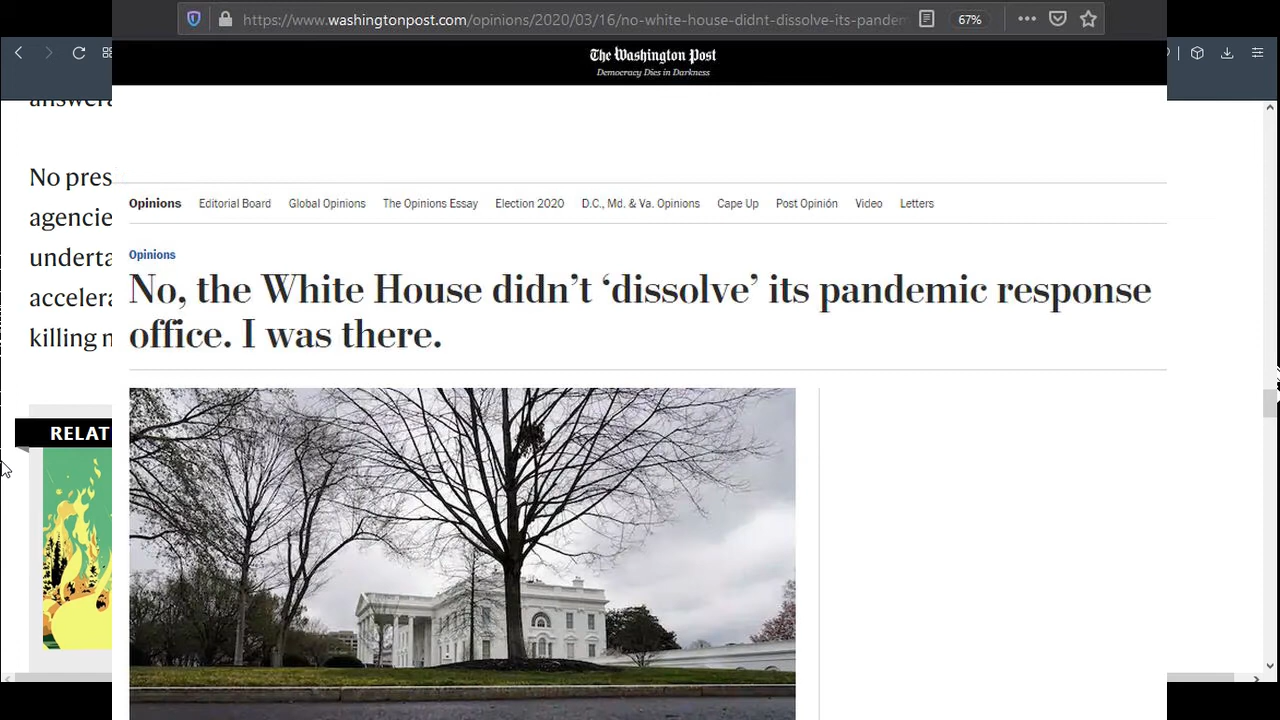 https://www.washingtonpost.com/opinions/2020/03/16/no-white-house-didnt-dissolve-its-pandem
67%
The Washington Post
Democracy Dies in Darkness
No pres
agencie
underta
accelera
killing n
RELAT
Opinions Editorial Board Global Opinions The Opinions Essay Election 2020 D.C., Md. & Va. Opinions Cape Up Post Opinión Video Letters
Opinions
No, the White House didn’t ‘dissolve’ its pandemic response
office. I was there.